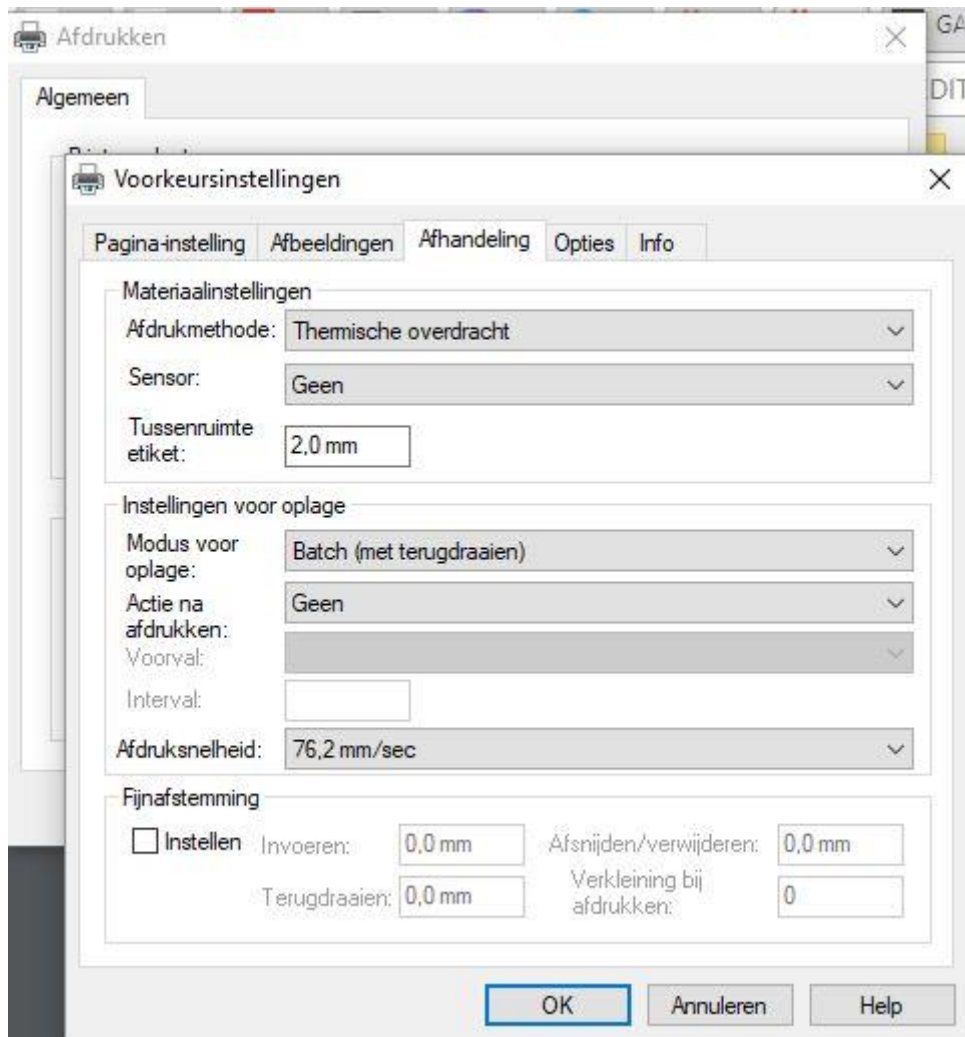 Afdrukken
GA
DIT
Algemeen
Voorkeursinstellingen
Pagina-instelling Afbeeldingen Afhandeling Opties Info
Materiaalinstellingen
Afdrukmethode: Thermische overdracht
Sensor: Geen
Tussenruimte
etiket: 2,0 mm
Instellingen voor oplage
Modus voor
oplage: Batch (met terugdraaien)
Actie na
afdrukken: Geen
Voorval:
Interval:
Afdruksnelheid: 76,2 mm/sec
Fijnafstemming
Instellen Invoeren: 0,0 mm Afsnijden/verwijderen: 0,0 mm
Terugdraaien: 0,0 mm Verkleining bij
afdrukken: 0
OK Annuleren Help